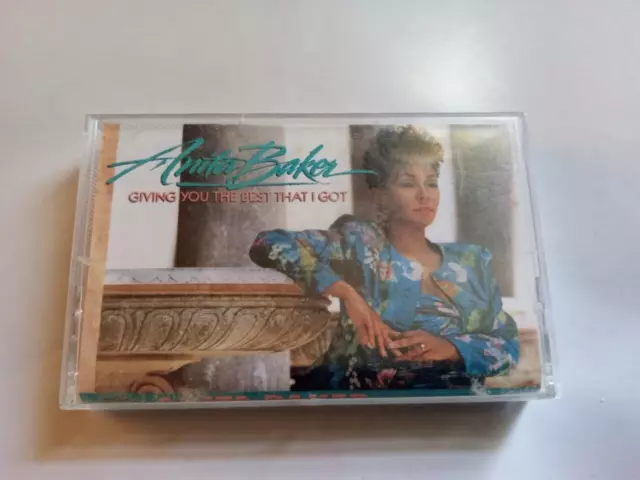 Anita Baker
GIVING YOU THE BEST THAT I GOT